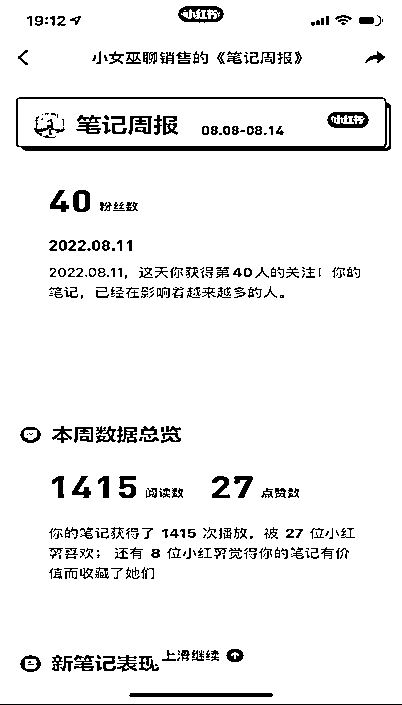 19:12
小红书
小女巫聊销售的《笔记周报》
笔记周报 08.08-08.14 小红书
40 粉丝数
2022.08.11
2022.08.11，这天你获得第40人的关注！你的
笔记，已经在影响着越来越多的人。
本周数据总览
1415 阅读数 27 点赞数
你的笔记获得了 1415 次播放，被 27 位小红
薯喜欢； 还有 8 位小红薯觉得你的笔记有价
值而收藏了她们
新笔记表现
上滑继续